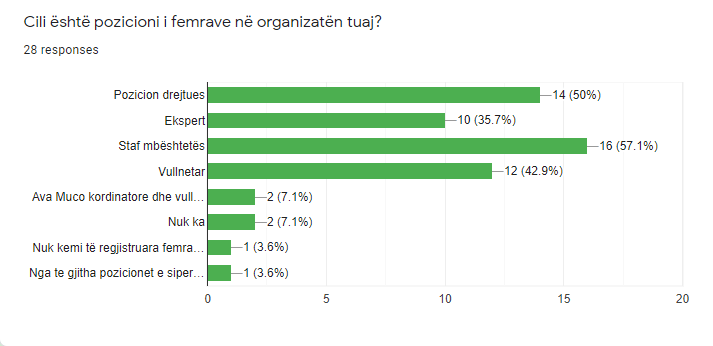 Cili është pozicioni i femrave në organizatën tuaj?
28 responses
Pozicion drejtues 14 (50%)
Ekspert 10 (35.7%)
Staf mbështetës 16 (57.1%)
Vullnetar 12 (42.9%)
Ava Muco kordinatore dhe vull… 2 (7.1%)
Nuk ka 2 (7.1%)
Nuk kemi të regjistruara femra… 1 (3.6%)
Nga te gjitha pozicionet e siper… 1 (3.6%)
0 5 10 15 20